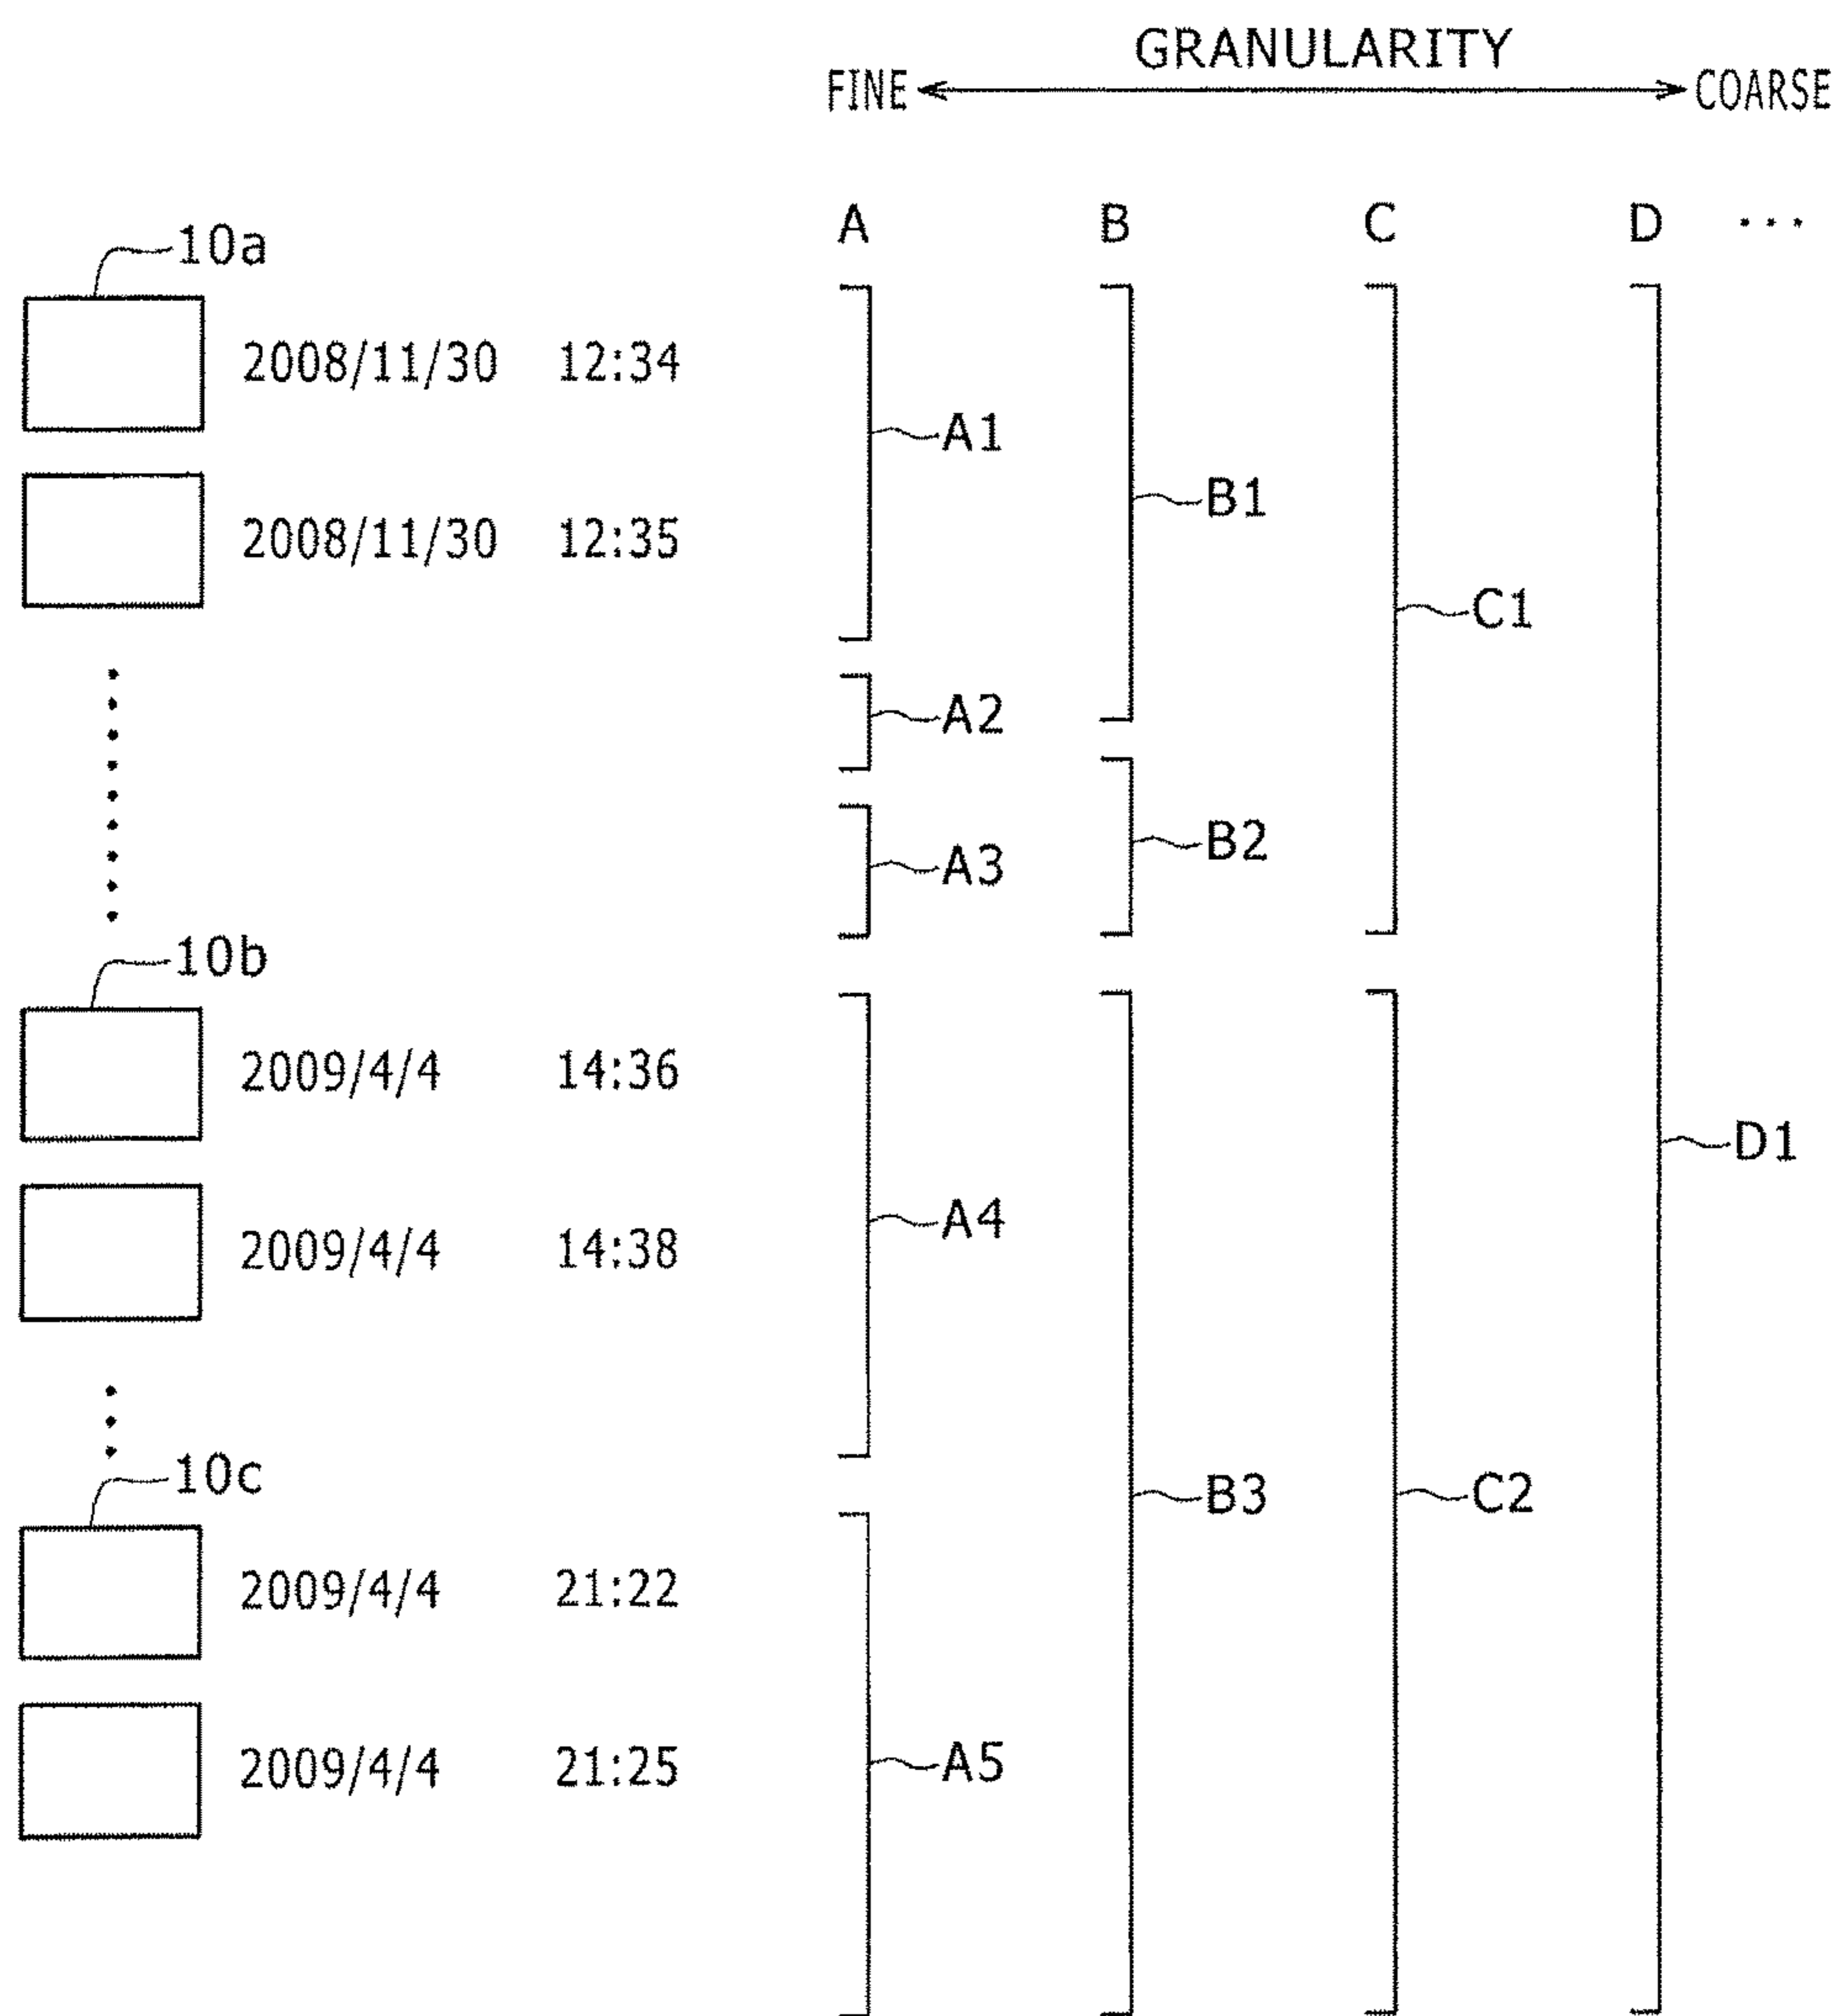 GRANULARITY
FINE COARSE
A B C D ...
10a
2008/11/30 12:34
A1
B1
2008/11/30 12:35
C1
A2
B2
A3
10b
2009/4/4 14:36
D1
A4
2009/4/4 14:38
10c
B3 C2
2009/4/4 21:22
A5
2009/4/4 21:25